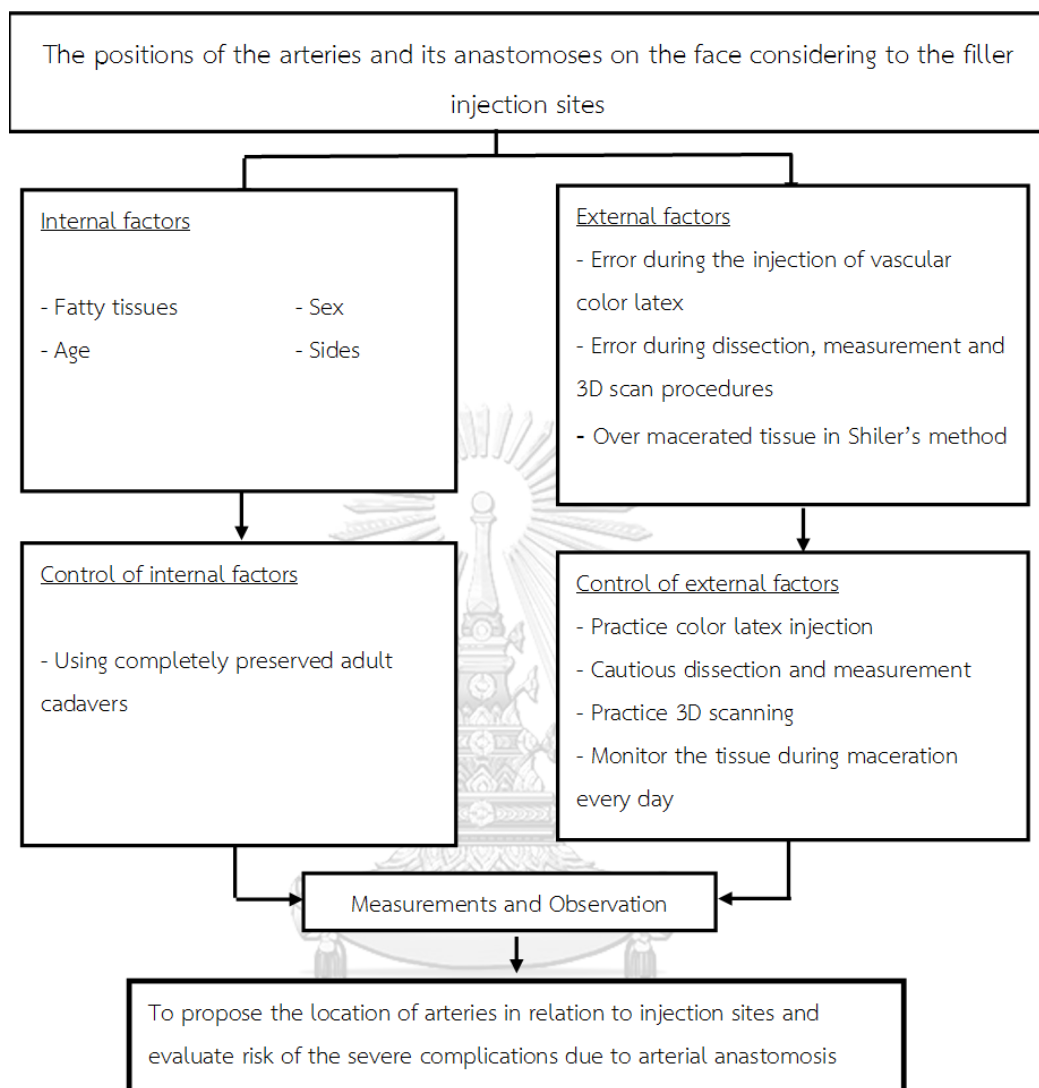 The positions of the arteries and its anastomoses on the face considering to the filler
injection sites
Internal factors
- Fatty tissues - Sex
- Age - Sides
External factors
- Error during the injection of vascular
color latex
- Error during dissection, measurement and
3D scan procedures
- Over macerated tissue in Shiler's method
Control of internal factors
- Using completely preserved adult
cadavers
Control of external factors
- Practice color latex injection
- Cautious dissection and measurement
- Practice 3D scanning
- Monitor the tissue during maceration
every day
Measurements and Observation
To propose the location of arteries in relation to injection sites and
evaluate risk of the severe complications due to arterial anastomosis